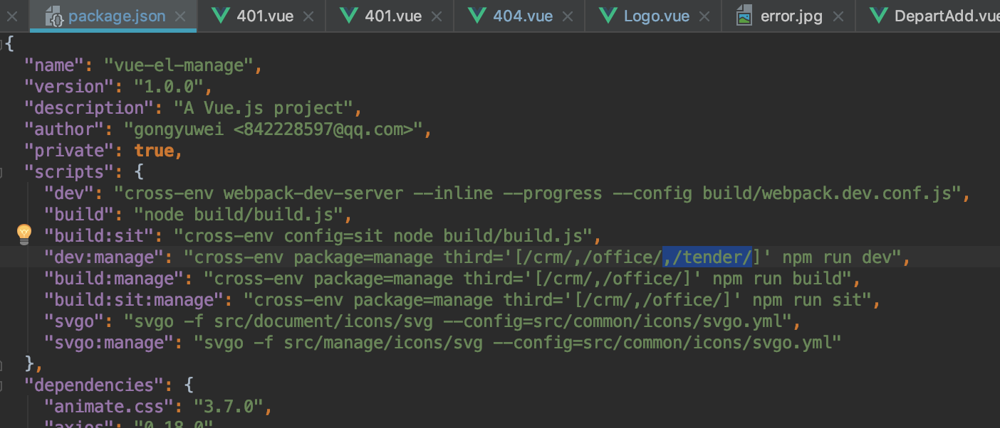 package.json 401.vue 401.vue 404.vue Logo.vue error.jpg DepartAdd.vue
{
"name": "vue-el-manage",
"version": "1.0.0",
"description": "A Vue.js project",
"author": "gongyuwei <842228597@qq.com>",
"private": true,
"scripts": {
"dev": "cross-env webpack-dev-server --inline --progress --config build/webpack.dev.conf.js",
"build": "node build/build.js",
"build:sit": "cross-env config=sit node build/build.js",
"dev:manage": "cross-env package=manage third='[/crm/,/office/,/tender/]' npm run dev",
"build:manage": "cross-env package=manage third='[/crm/,/office/]' npm run build",
"build:sit:manage": "cross-env package=manage third='[/crm/,/office/]' npm run sit",
"svgo": "svgo -f src/document/icons/svg --config=src/common/icons/svgo.yml",
"svgo:manage": "svgo -f src/manage/icons/svg --config=src/common/icons/svgo.yml"
},
"dependencies": {
"animate.css": "3.7.0",
"axios": "0.18.0"